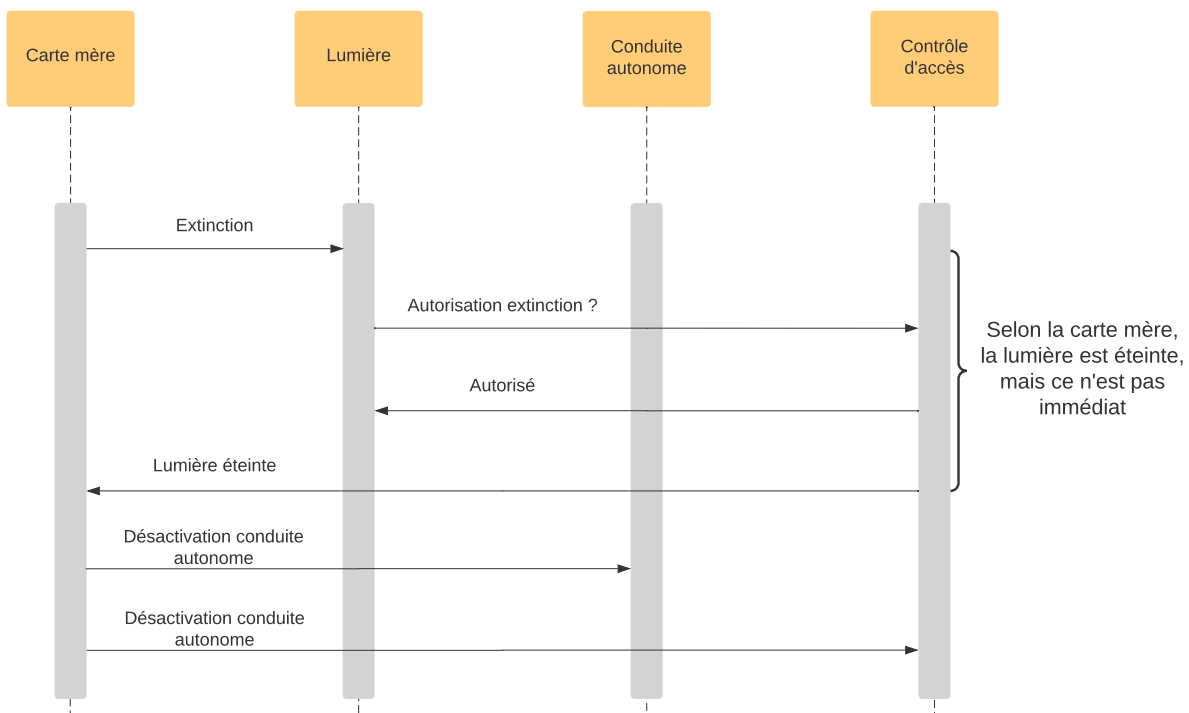 Carte mère
Lumière
Conduite
autonome
Contrôle
d'accès
Extinction
Autorisation extinction ?
Selon la carte mère,
la lumière est éteinte,
mais ce n'est pas
immédiat
Autorisé
Lumière éteinte
Désactivation conduite
autonome
Désactivation conduite
autonome